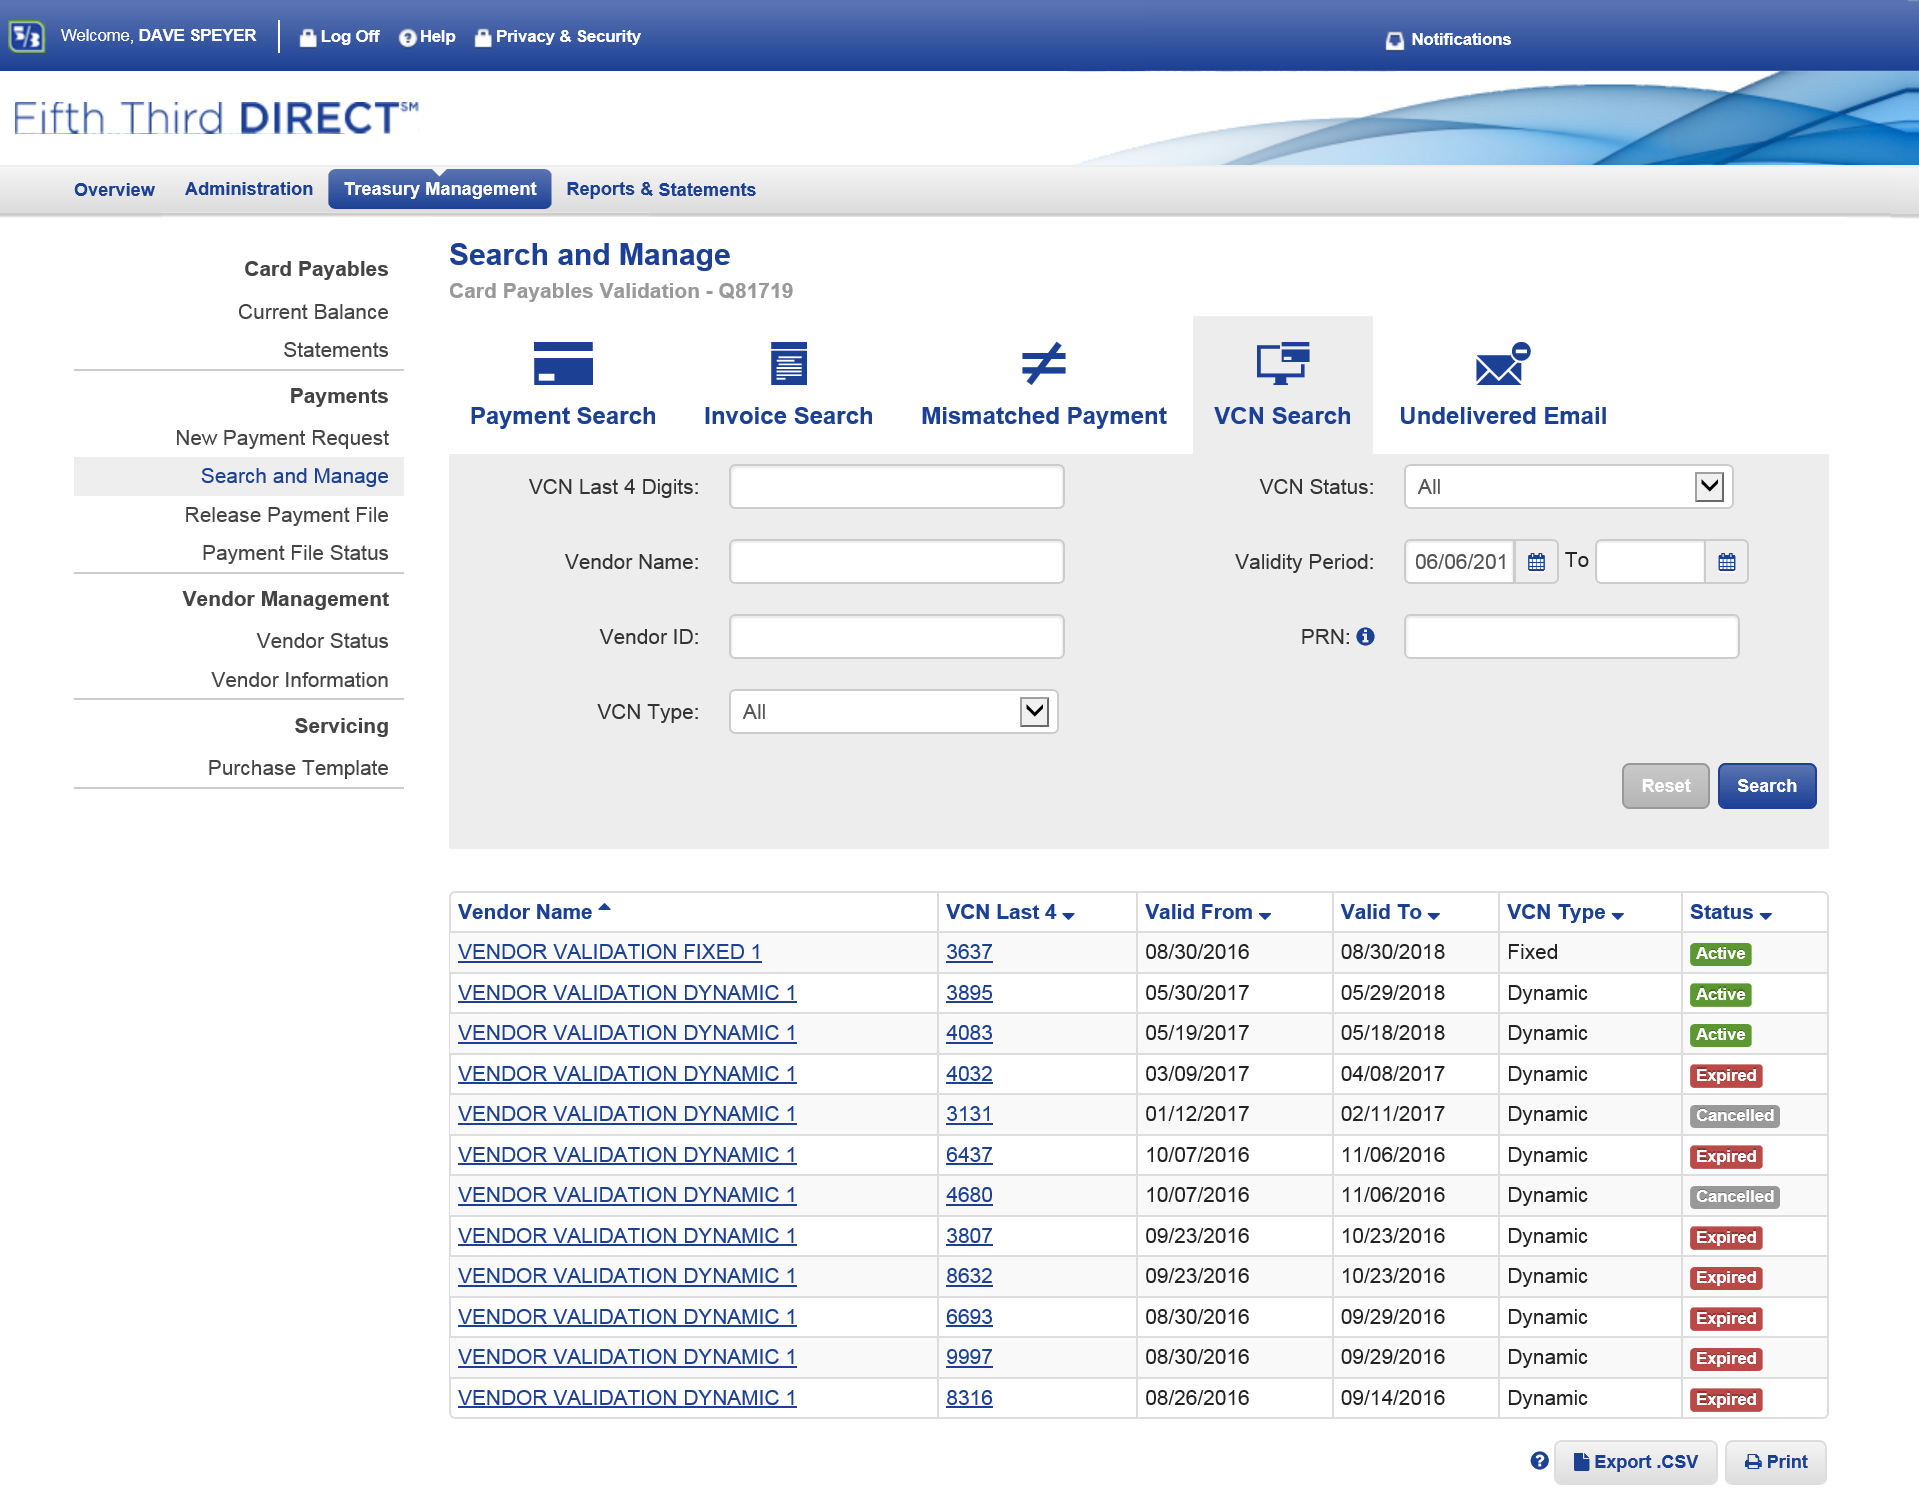 Welcome, DAVE SPEYER Log Off Help Privacy & Security Notifications
Fifth Third DIRECT℠
Overview Administration Treasury Management Reports & Statements
Card Payables
Current Balance
Statements
Payments
New Payment Request
Search and Manage
Release Payment File
Payment File Status
Vendor Management
Vendor Status
Vendor Information
Servicing
Purchase Template
Search and Manage
Card Payables Validation - Q81719
Payment Search Invoice Search Mismatched Payment VCN Search Undelivered Email
VCN Last 4 Digits: VCN Status: All
Vendor Name: Validity Period: 06/06/201 To
Vendor ID: PRN:
VCN Type: All
Reset Search
Vendor Name VCN Last 4 Valid From Valid To VCN Type Status
VENDOR VALIDATION FIXED 1 3637 08/30/2016 08/30/2018 Fixed Active
VENDOR VALIDATION DYNAMIC 1 3895 05/30/2017 05/29/2018 Dynamic Active
VENDOR VALIDATION DYNAMIC 1 4083 05/19/2017 05/18/2018 Dynamic Active
VENDOR VALIDATION DYNAMIC 1 4032 03/09/2017 04/08/2017 Dynamic Expired
VENDOR VALIDATION DYNAMIC 1 3131 01/12/2017 02/11/2017 Dynamic Cancelled
VENDOR VALIDATION DYNAMIC 1 6437 10/07/2016 11/06/2016 Dynamic Expired
VENDOR VALIDATION DYNAMIC 1 4680 10/07/2016 11/06/2016 Dynamic Cancelled
VENDOR VALIDATION DYNAMIC 1 3807 09/23/2016 10/23/2016 Dynamic Expired
VENDOR VALIDATION DYNAMIC 1 8632 09/23/2016 10/23/2016 Dynamic Expired
VENDOR VALIDATION DYNAMIC 1 6693 08/30/2016 09/29/2016 Dynamic Expired
VENDOR VALIDATION DYNAMIC 1 9997 08/30/2016 09/29/2016 Dynamic Expired
VENDOR VALIDATION DYNAMIC 1 8316 08/26/2016 09/14/2016 Dynamic Expired
Export .CSV Print